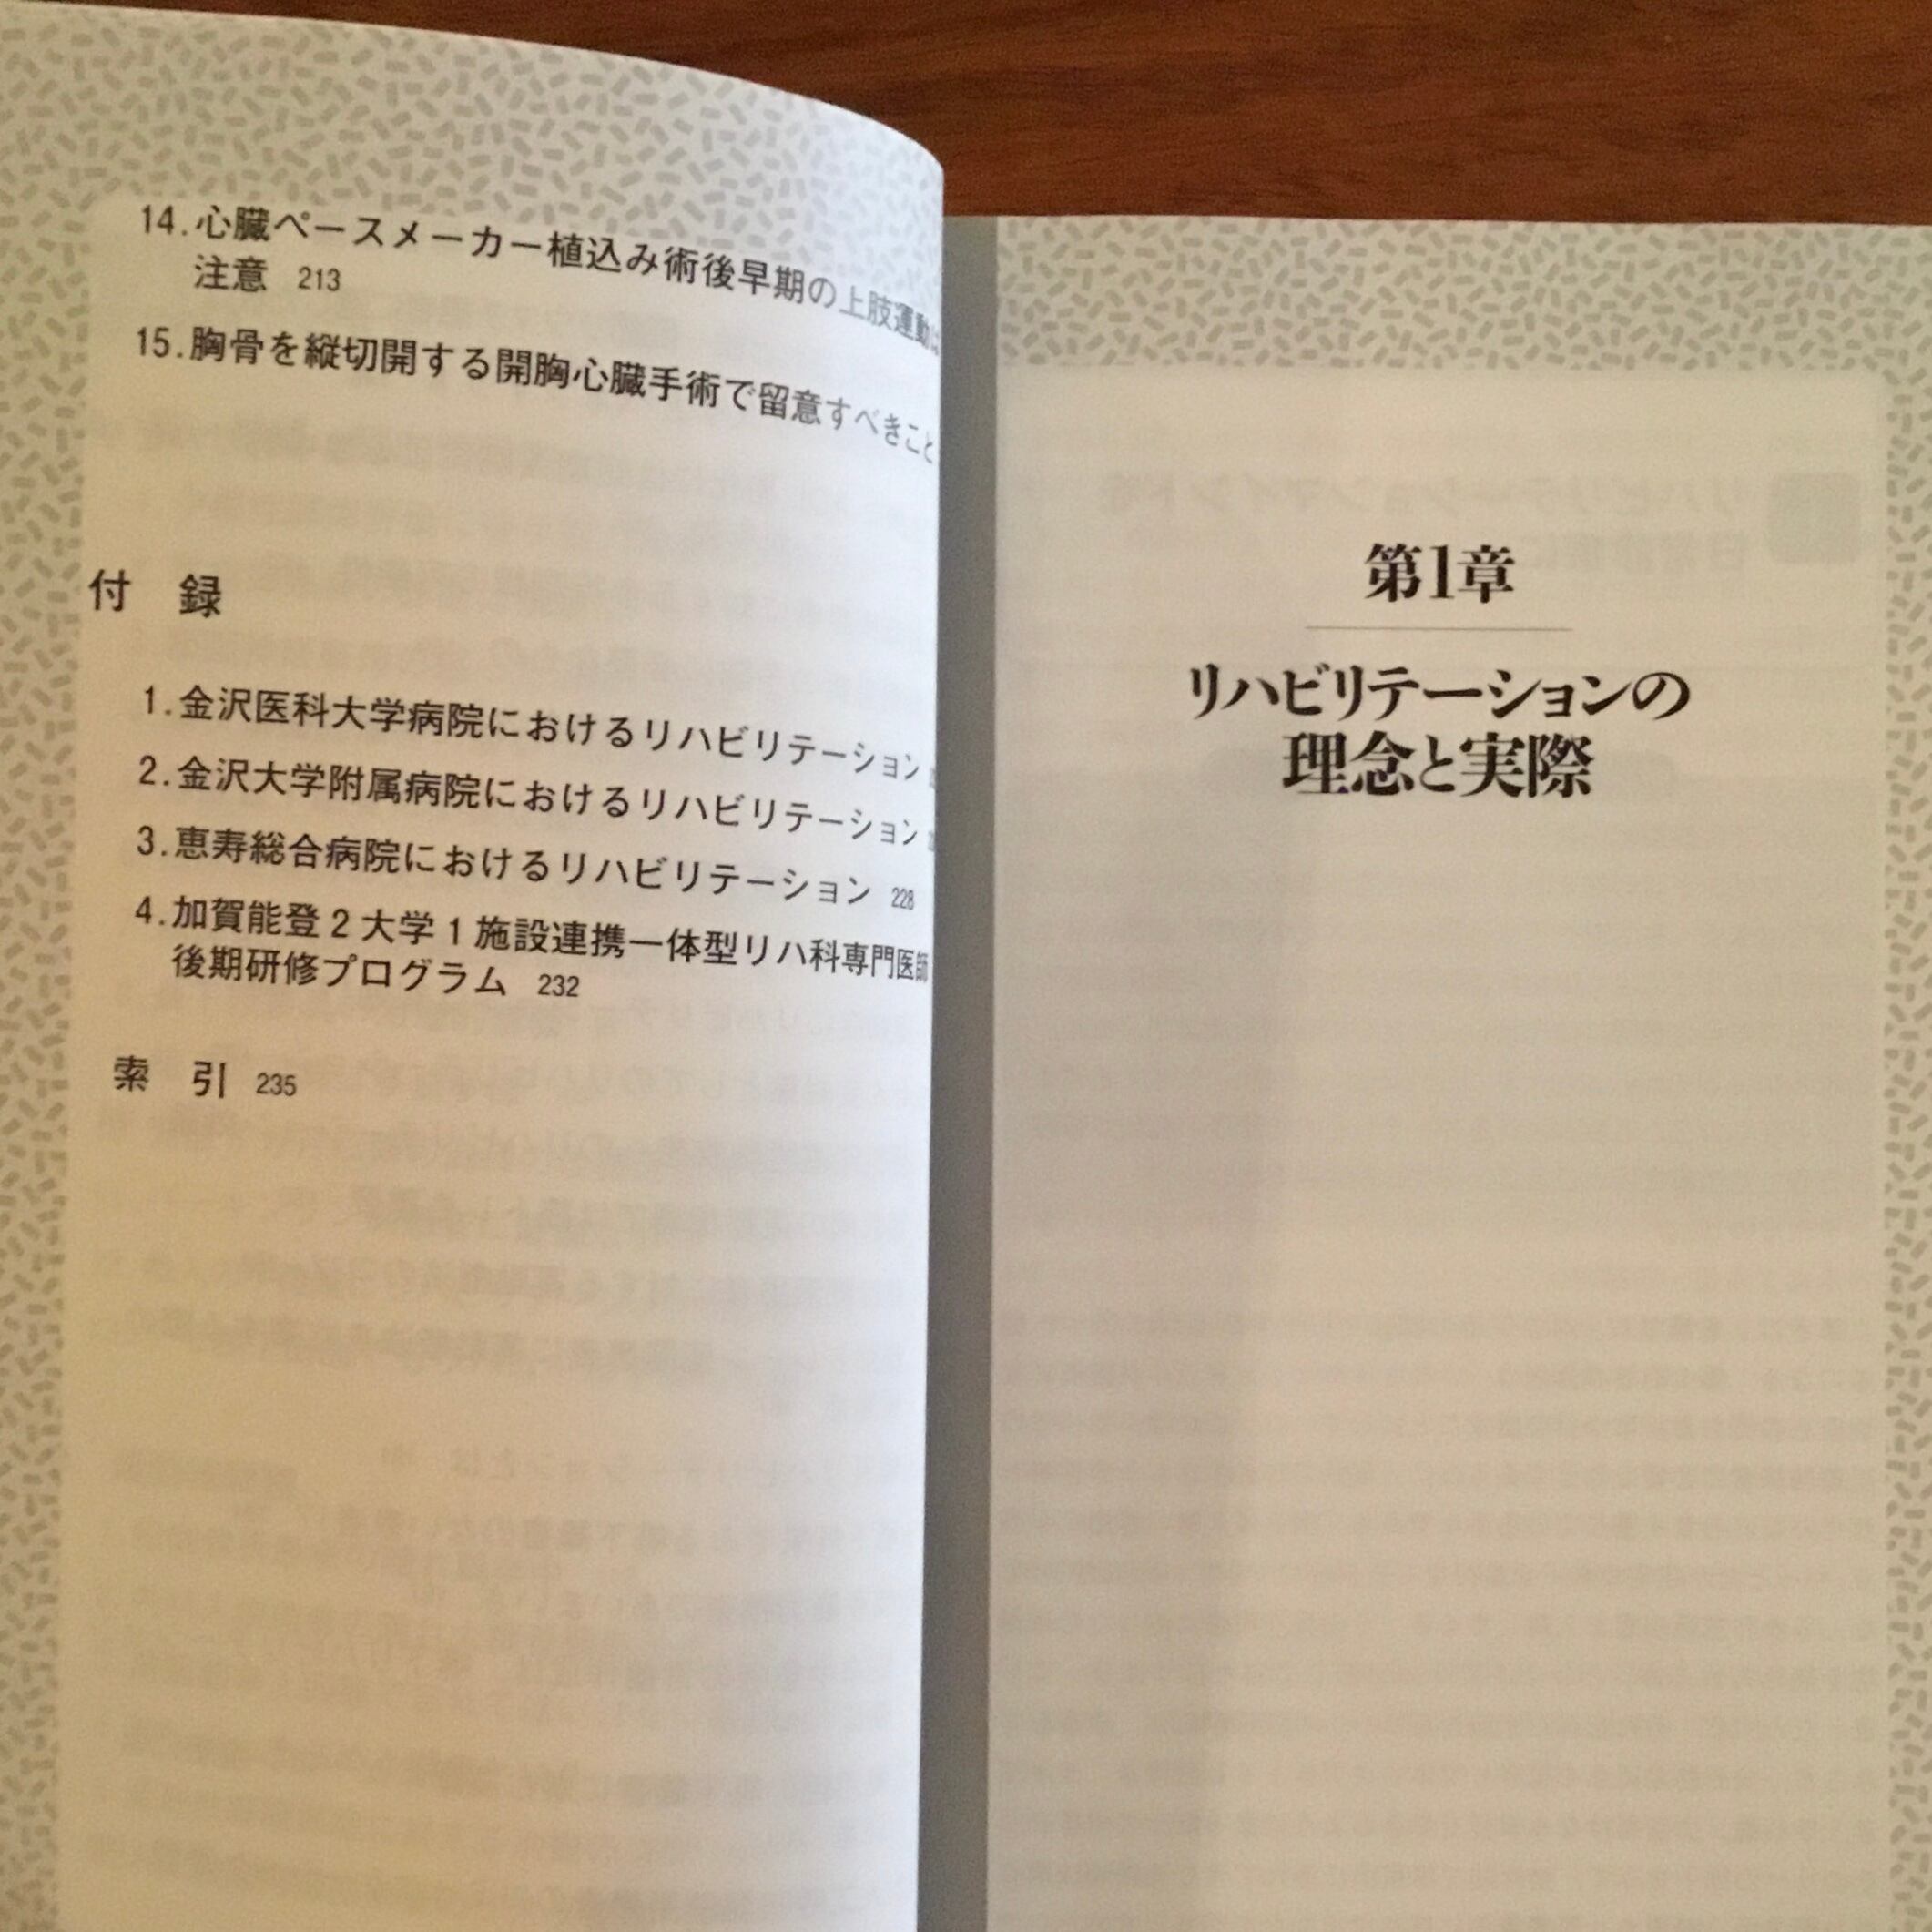 14.心臓ペースメーカー植込み術後早期の上肢運動に
注意 213
15.胸骨を縦切開する開胸心臓手術で留意すべきこと
付 録
1.金沢医科大学病院におけるリハビリテーション
2.金沢大学附属病院におけるリハビリテーション
3.恵寿総合病院におけるリハビリテーション 228
4.加賀能登2大学1施設連携一体型リハ科専門医師
後期研修プログラム 232
索 引 235
第1章
リハビリテーションの
理念と実際